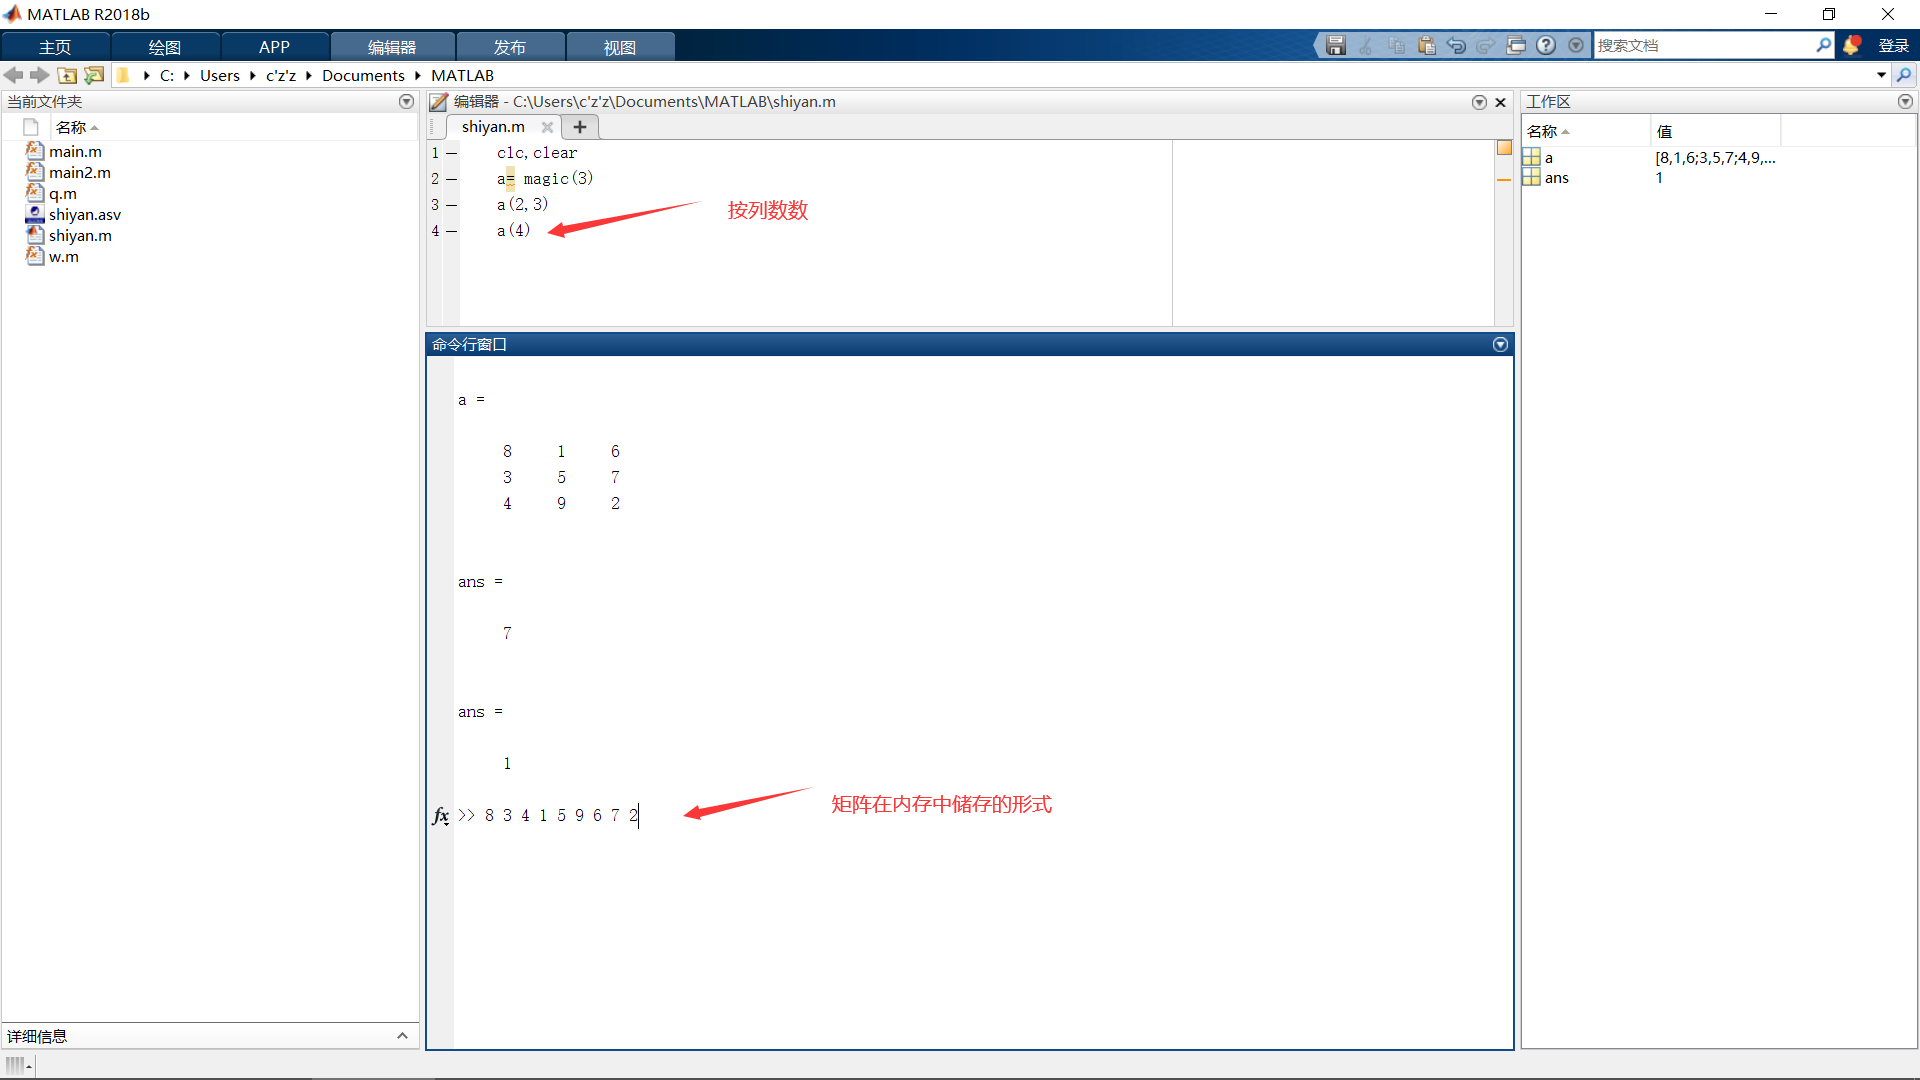 MATLAB R2018b
主页 绘图 APP 编辑器 发布 视图 搜索文档 登录
C: Users c'z'z Documents MATLAB
当前文件夹
名称
main.m
main2.m
q.m
shiyan.asv
shiyan.m
w.m
详细信息
编辑器 - C:\Users\c'z'z\Documents\MATLAB\shiyan.m
shiyan.m
1 — clc,clear
2 — a= magic(3)
3 — a(2,3)
4 — a(4)
按列数数
命令行窗口
a =
8 1 6
3 5 7
4 9 2
ans =
7
ans =
1
fx >> 8 3 4 1 5 9 6 7 2
矩阵在内存中储存的形式
工作区
名称 值
a [8,1,6;3,5,7;4,9,...
ans 1